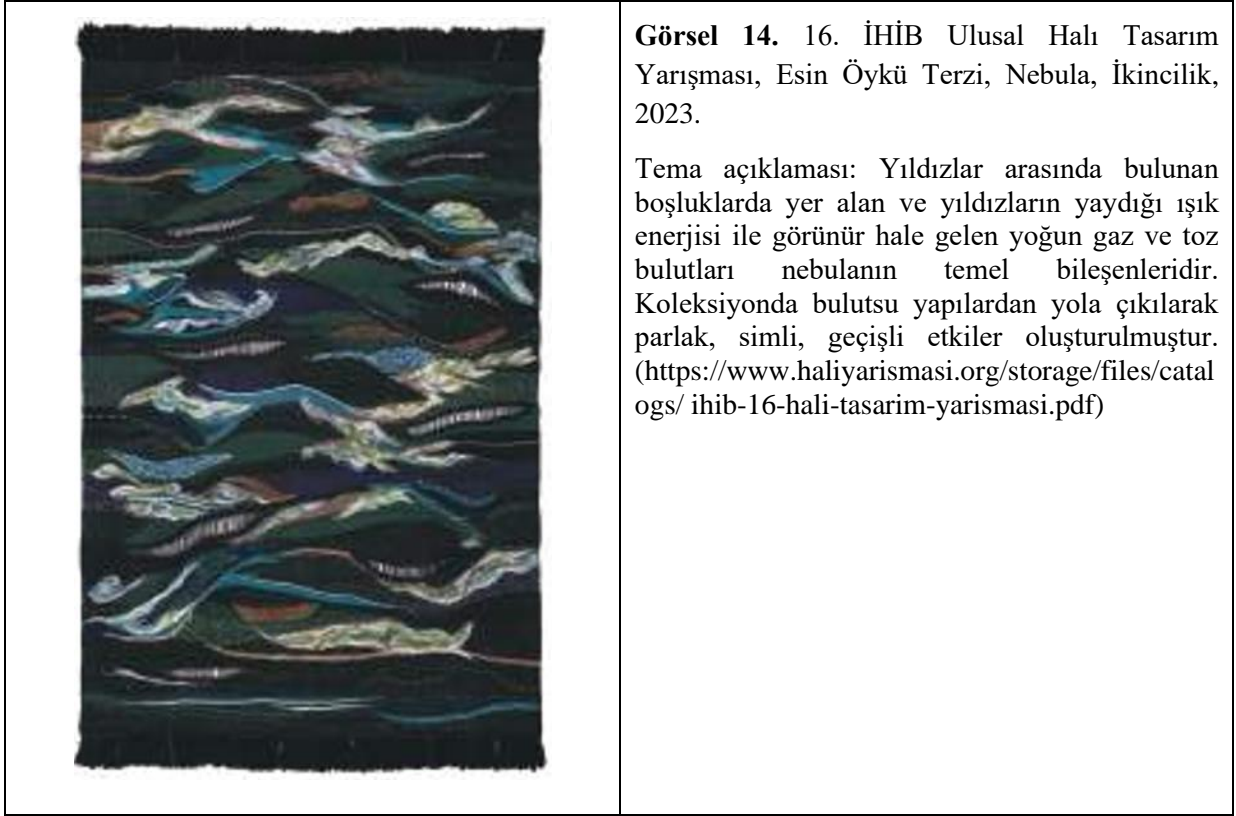 Görsel 14. 16. İHİB Ulusal Halı Tasarım
Yarışması, Esin Öykü Terzi, Nebula, İkincilik,
2023.
Tema açıklaması: Yıldızlar arasında bulunan
boşluklarda yer alan ve yıldızların yaydığı ışık
enerjisi ile görünür hale gelen yoğun gaz ve toz
bulutları nebulanın temel bileşenleridir.
Koleksiyonda bulutsu yapılardan yola çıkılarak
parlak, simli, geçişli etkiler oluşturulmuştur.
(https://www.haliyarismasi.org/storage/files/catal
ogs/ ihib-16-hali-tasarim-yarismasi.pdf)